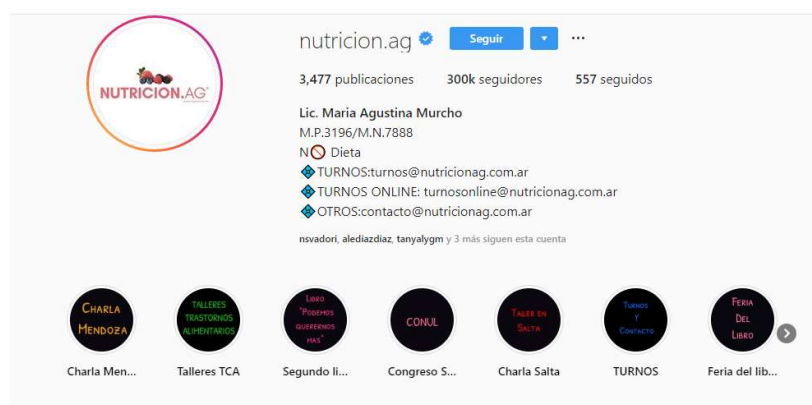 NUTRICION.AG
nutricion.ag Seguir
3,477 publicaciones 300k seguidores 557 seguidos
Lic. Maria Agustina Murcho
M.P.3196/M.N.7888
N🚫 Dieta
💠TURNOS:turnos@nutricionag.com.ar
💠TURNOS ONLINE: turnosonline@nutricionag.com.ar
💠OTROS:contacto@nutricionag.com.ar
nsvadori, alediazdiaz, tanyalygm y 3 más siguen esta cuenta
CHARLA
MENDOZA
TALLERES
TRASTORNOS
ALIMENTARIOS
LIBRO
"PODEMOS
QUERERNOS
MAS"
CONUL
TALLER EN
SALTA
TURNOS
Y
CONTACTO
FERIA
DEL
LIBRO
Charla Men... Talleres TCA Segundo li... Congreso S... Charla Salta TURNOS Feria del lib...